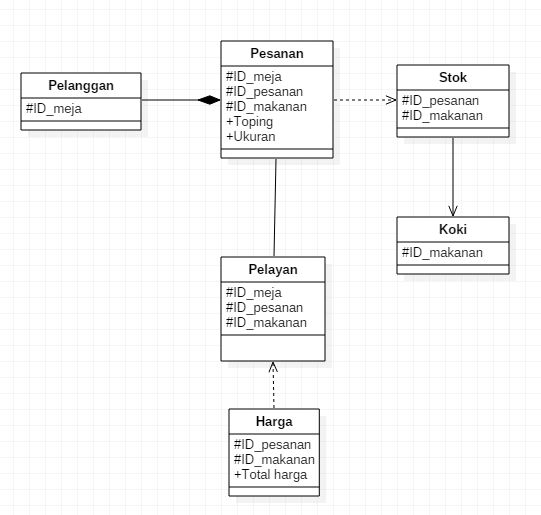 Pelanggan
#ID_meja
Pesanan
#ID_meja
#ID_pesanan
#ID_makanan
+Toping
+Ukuran
Stok
#ID_pesanan
#ID_makanan
Koki
#ID_makanan
Pelayan
#ID_meja
#ID_pesanan
#ID_makanan
Harga
#ID_pesanan
#ID_makanan
+Total harga